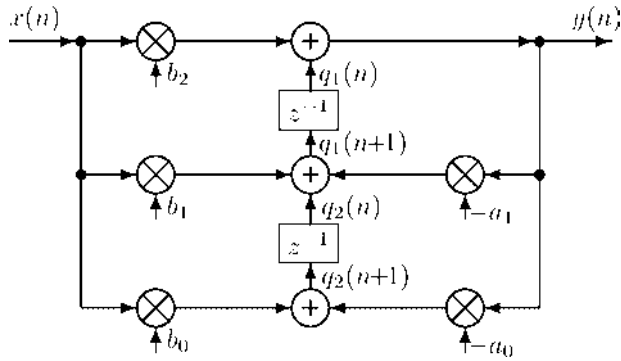 x(n) y(n)
b₂ q₁(n)
z⁻¹
q₁(n+1)
b₁ q₂(n) −a₁
z⁻¹
q₂(n+1)
b₀ −a₀